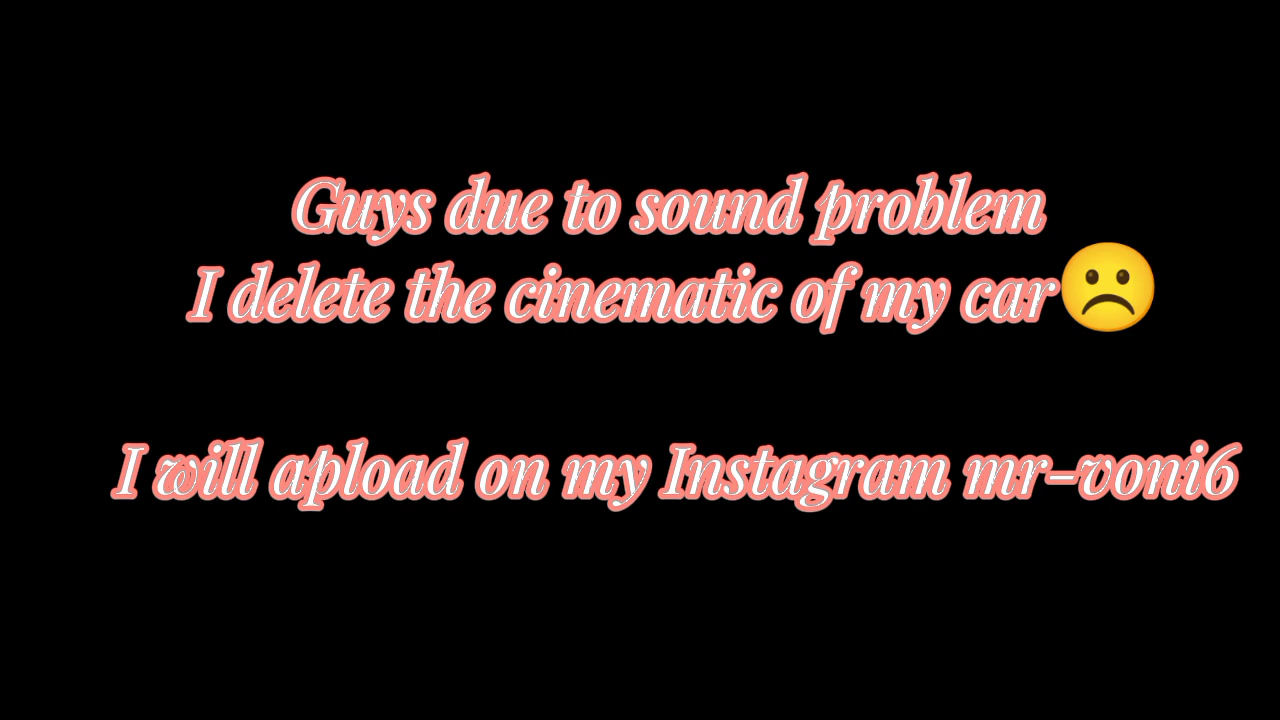 Guys due to sound problem
I delete the cinematic of my car☹️
I will apload on my Instagram mr-voni6